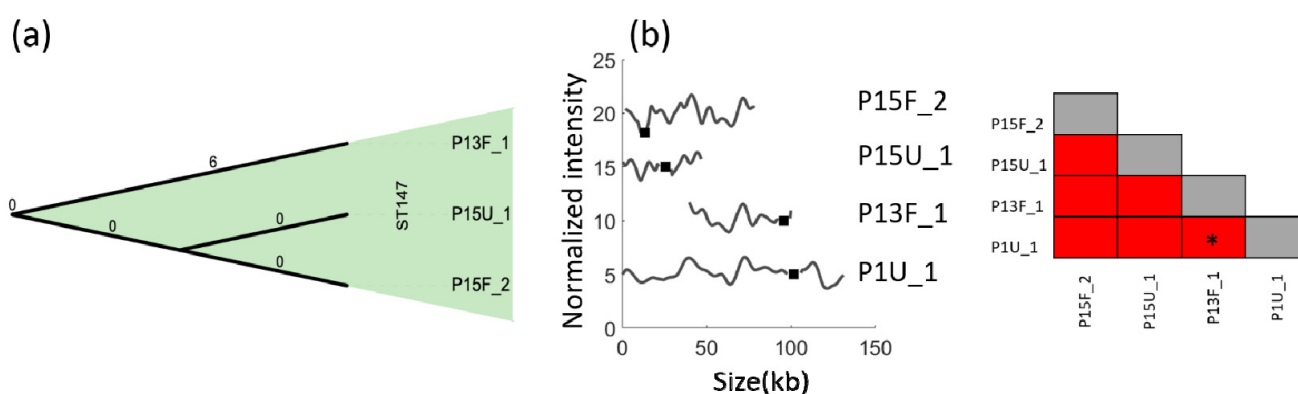 (a)
0
6
0
0
0
P13F_1
P15U_1
P15F_2
ST147
(b)
Normalized intensity
25
20
15
10
5
0
0
50
100
150
Size(kb)
P15F_2
P15U_1
P13F_1
P1U_1
P15F_2
P15U_1
P13F_1
P1U_1
*
P15F_2
P15U_1
P13F_1
P1U_1